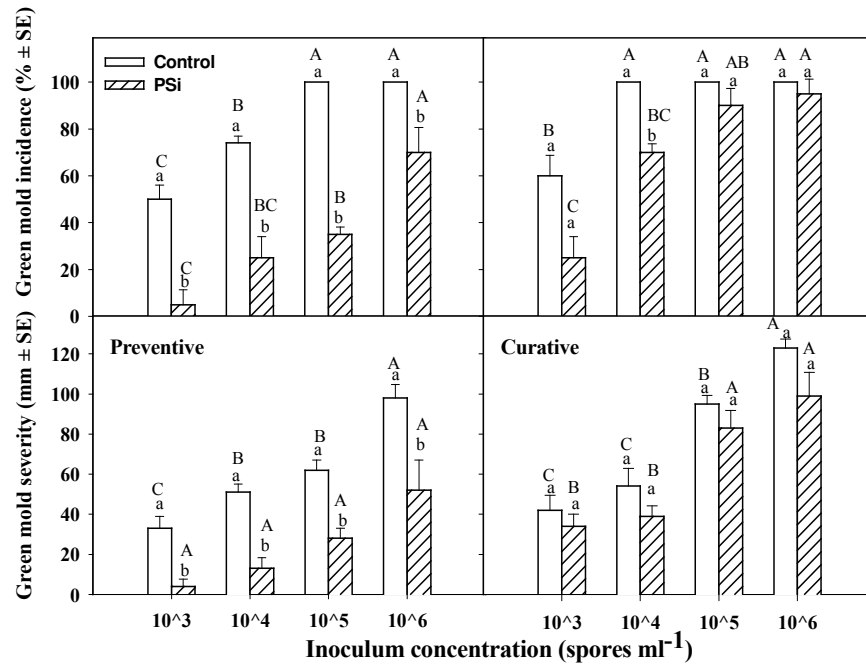 Green mold incidence (% ± SE)
Green mold severity (mm ± SE)
Control
PSi
100
80
60
40
20
0
C
a
C
b
B
a
BC
b
A
a
B
b
A
a
A
b
B
a
C
a
A
a
BC
b
A
a
AB
a
A
a
A
a
Preventive
120
100
80
60
40
20
0
C
a
A
b
B
a
A
b
B
a
A
b
A
a
A
b
Curative
C
a
B
a
C
a
B
a
B
a
A
a
A
a
A
a
10^3 10^4 10^5 10^6 10^3 10^4 10^5 10^6
Inoculum concentration (spores ml-1)